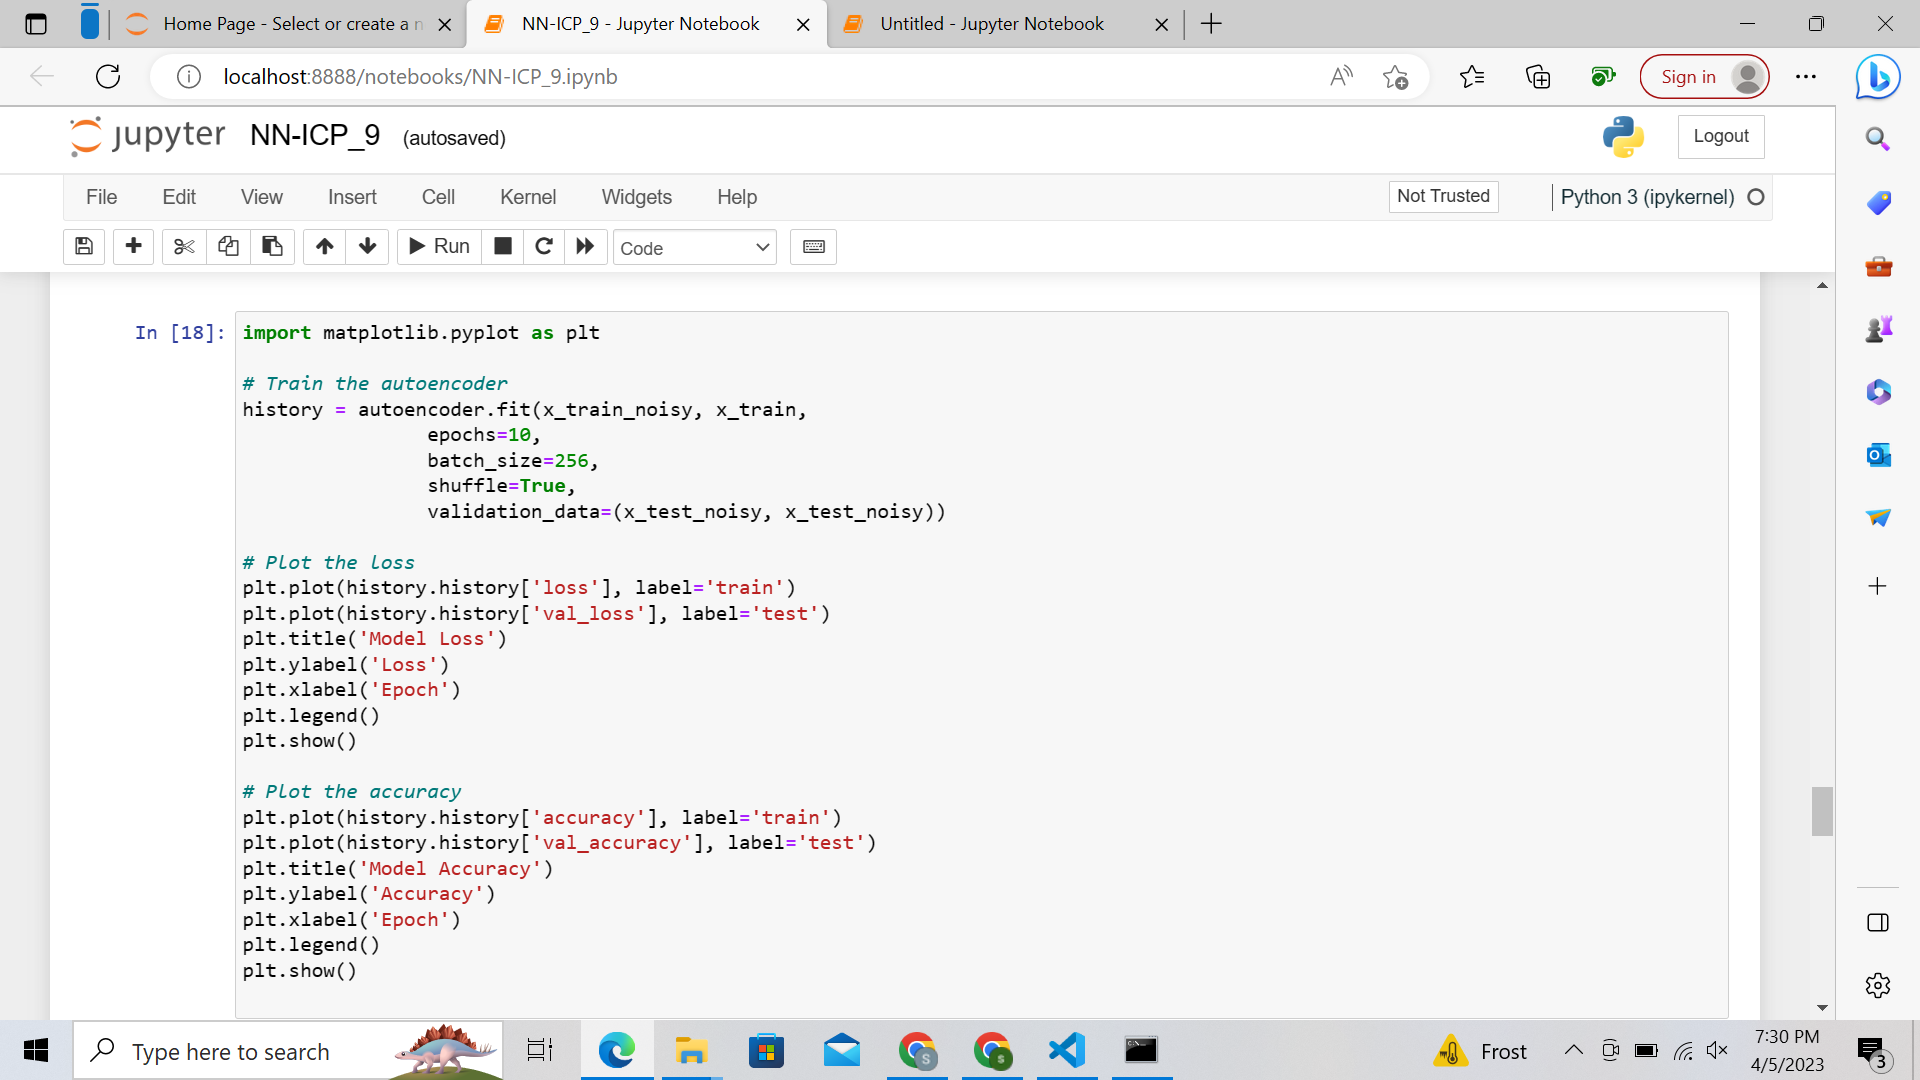 Home Page - Select or create a n
NN-ICP_9 - Jupyter Notebook
Untitled - Jupyter Notebook
localhost:8888/notebooks/NN-ICP_9.ipynb
Sign in
jupyter NN-ICP_9 (autosaved)
Logout
File Edit View Insert Cell Kernel Widgets Help
Not Trusted
Python 3 (ipykernel)
Run
Code
In [18]:
import matplotlib.pyplot as plt
# Train the autoencoder
history = autoencoder.fit(x_train_noisy, x_train,
epochs=10,
batch_size=256,
shuffle=True,
validation_data=(x_test_noisy, x_test_noisy))
# Plot the loss
plt.plot(history.history['loss'], label='train')
plt.plot(history.history['val_loss'], label='test')
plt.title('Model Loss')
plt.ylabel('Loss')
plt.xlabel('Epoch')
plt.legend()
plt.show()
# Plot the accuracy
plt.plot(history.history['accuracy'], label='train')
plt.plot(history.history['val_accuracy'], label='test')
plt.title('Model Accuracy')
plt.ylabel('Accuracy')
plt.xlabel('Epoch')
plt.legend()
plt.show()
Type here to search
Frost
7:30 PM
4/5/2023
3